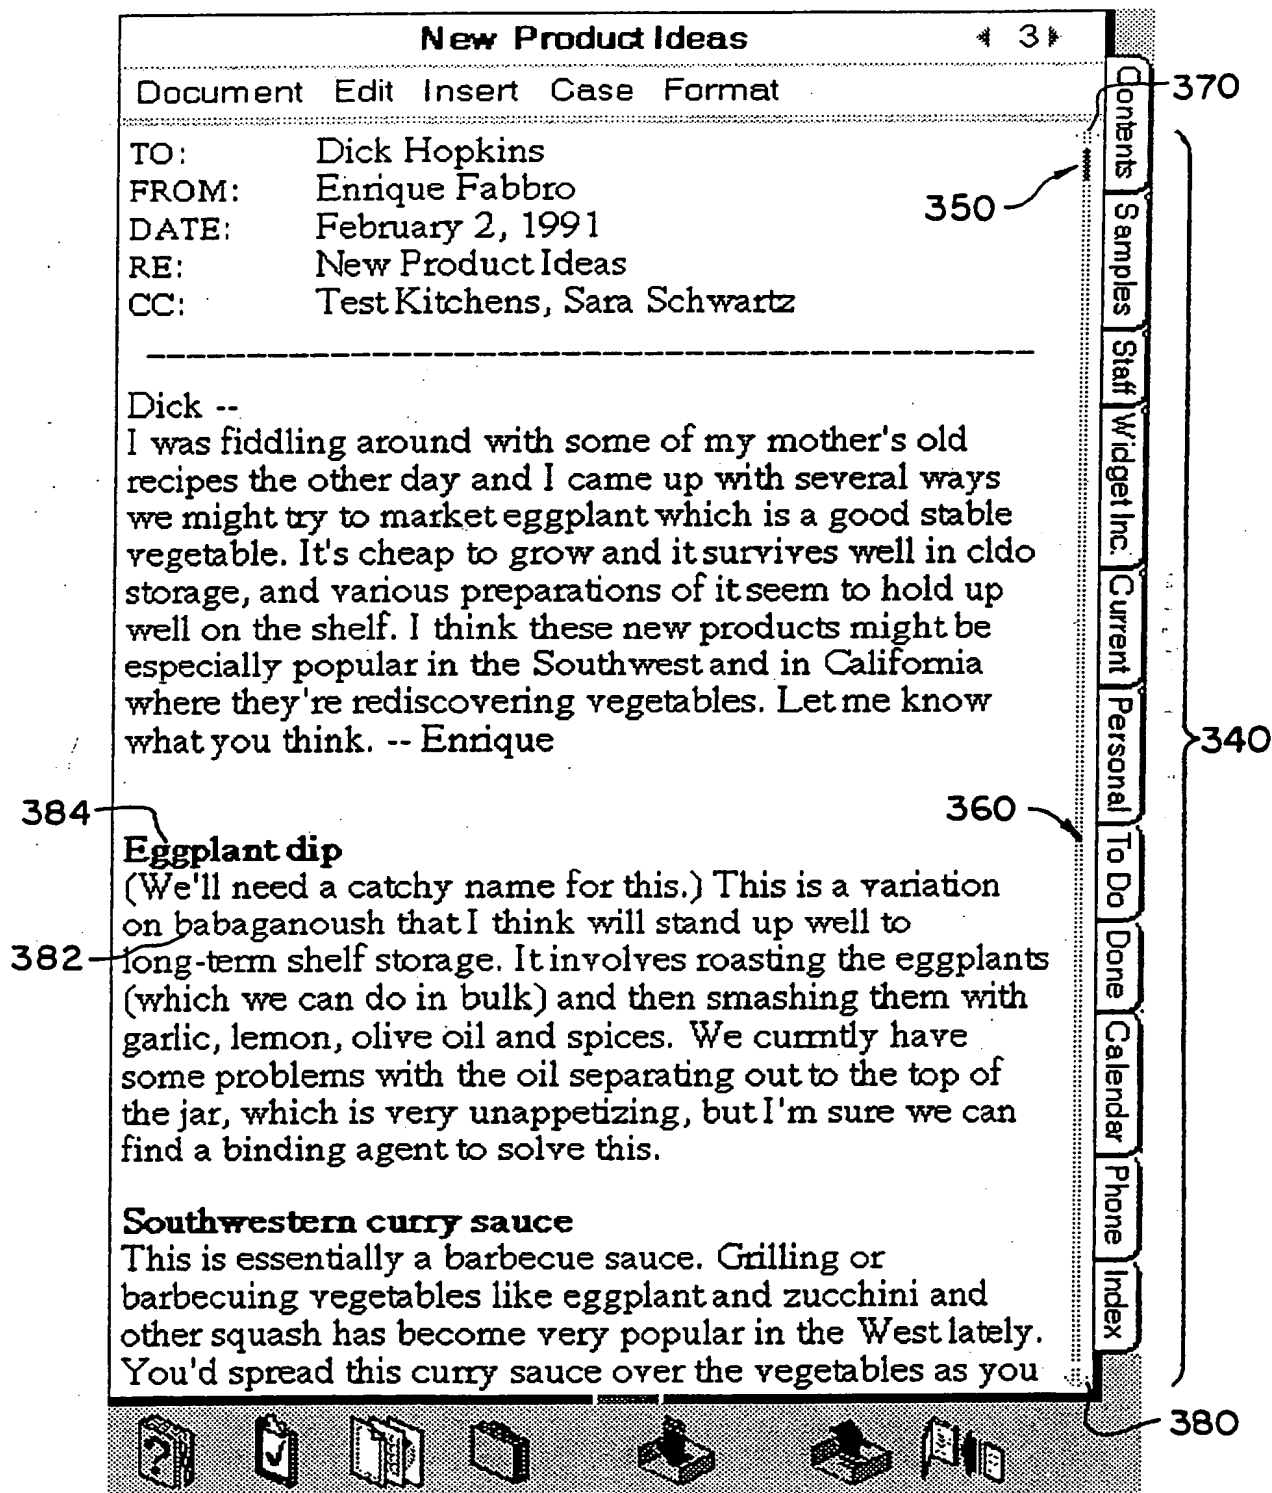 New Product Ideas 3
Document Edit Insert Case Format
370
TO: Dick Hopkins
FROM: Enrique Fabbro
350
DATE: February 2, 1991
RE: New Product Ideas
CC: Test Kitchens, Sara Schwartz
Dick --
I was fiddling around with some of my mother's old
recipes the other day and I came up with several ways
we might try to market eggplant which is a good stable
vegetable. It's cheap to grow and it survives well in cldo
storage, and various preparations of it seem to hold up
well on the shelf. I think these new products might be
especially popular in the Southwest and in California
where they're rediscovering vegetables. Let me know
what you think. -- Enrique
340
384
360
Eggplant dip
(We'll need a catchy name for this.) This is a variation
on babaganoush that I think will stand up well to
382
long-term shelf storage. It involves roasting the eggplants
(which we can do in bulk) and then smashing them with
garlic, lemon, olive oil and spices. We currntly have
some problems with the oil separating out to the top of
the jar, which is very unappetizing, but I'm sure we can
find a binding agent to solve this.
Southwestern curry sauce
This is essentially a barbecue sauce. Grilling or
barbecuing vegetables like eggplant and zucchini and
other squash has become very popular in the West lately.
You'd spread this curry sauce over the vegetables as you
380
Contents
Samples
Staff
Widget Inc.
Current
Personal
To Do
Done
Calendar
Phone
Index
?